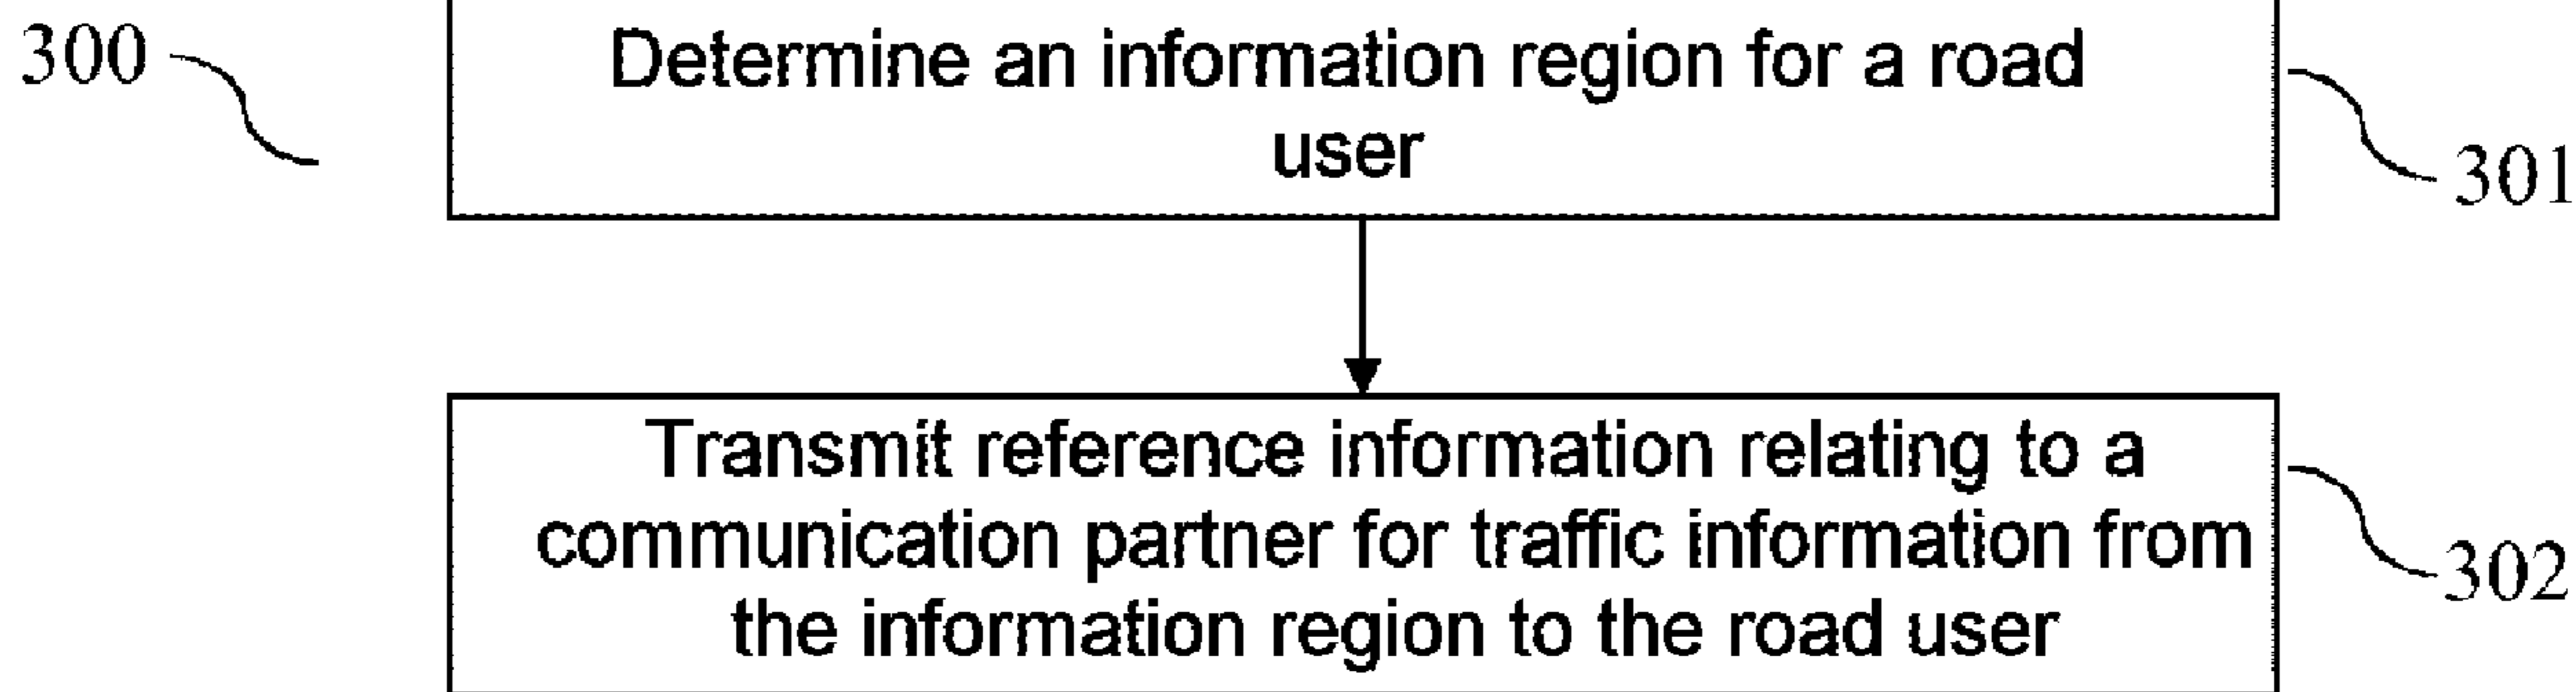 300
Determine an information region for a road
user
301
Transmit reference information relating to a
communication partner for traffic information from
the information region to the road user
302